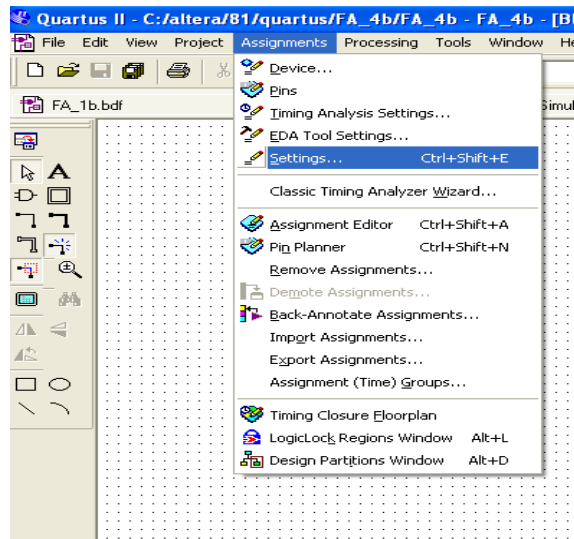 Quartus II - C:/altera/81/quartus/FA_4b/FA_4b - FA_4b - [Bl
File Edit View Project Assignments Processing Tools Window He
FA_1b.bdf
Simul
A
Device...
Pins
Timing Analysis Settings...
EDA Tool Settings...
Settings... Ctrl+Shift+E
Classic Timing Analyzer Wizard...
Assignment Editor Ctrl+Shift+A
Pin Planner Ctrl+Shift+N
Remove Assignments...
Demote Assignments...
Back-Annotate Assignments...
Import Assignments...
Export Assignments...
Assignment (Time) Groups...
Timing Closure Floorplan
LogicLock Regions Window Alt+L
Design Partitions Window Alt+D